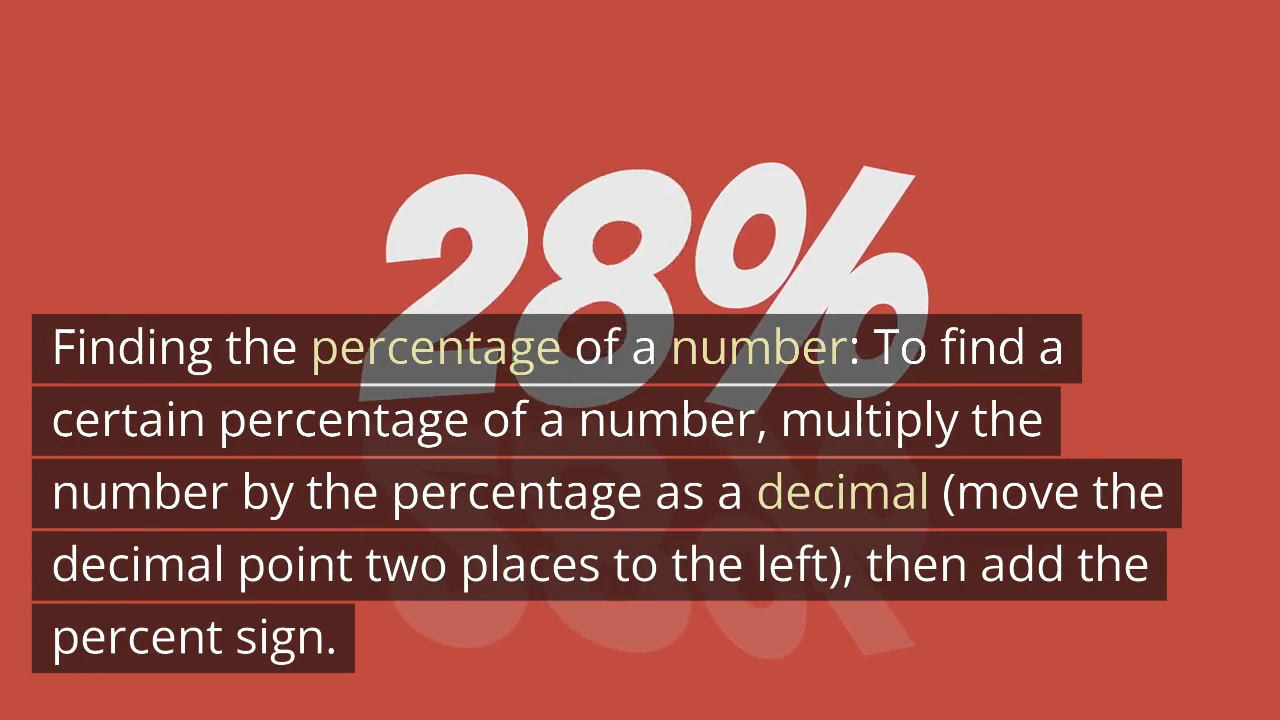 28%
Finding the percentage of a number: To find a
certain percentage of a number, multiply the
number by the percentage as a decimal (move the
decimal point two places to the left), then add the
percent sign.